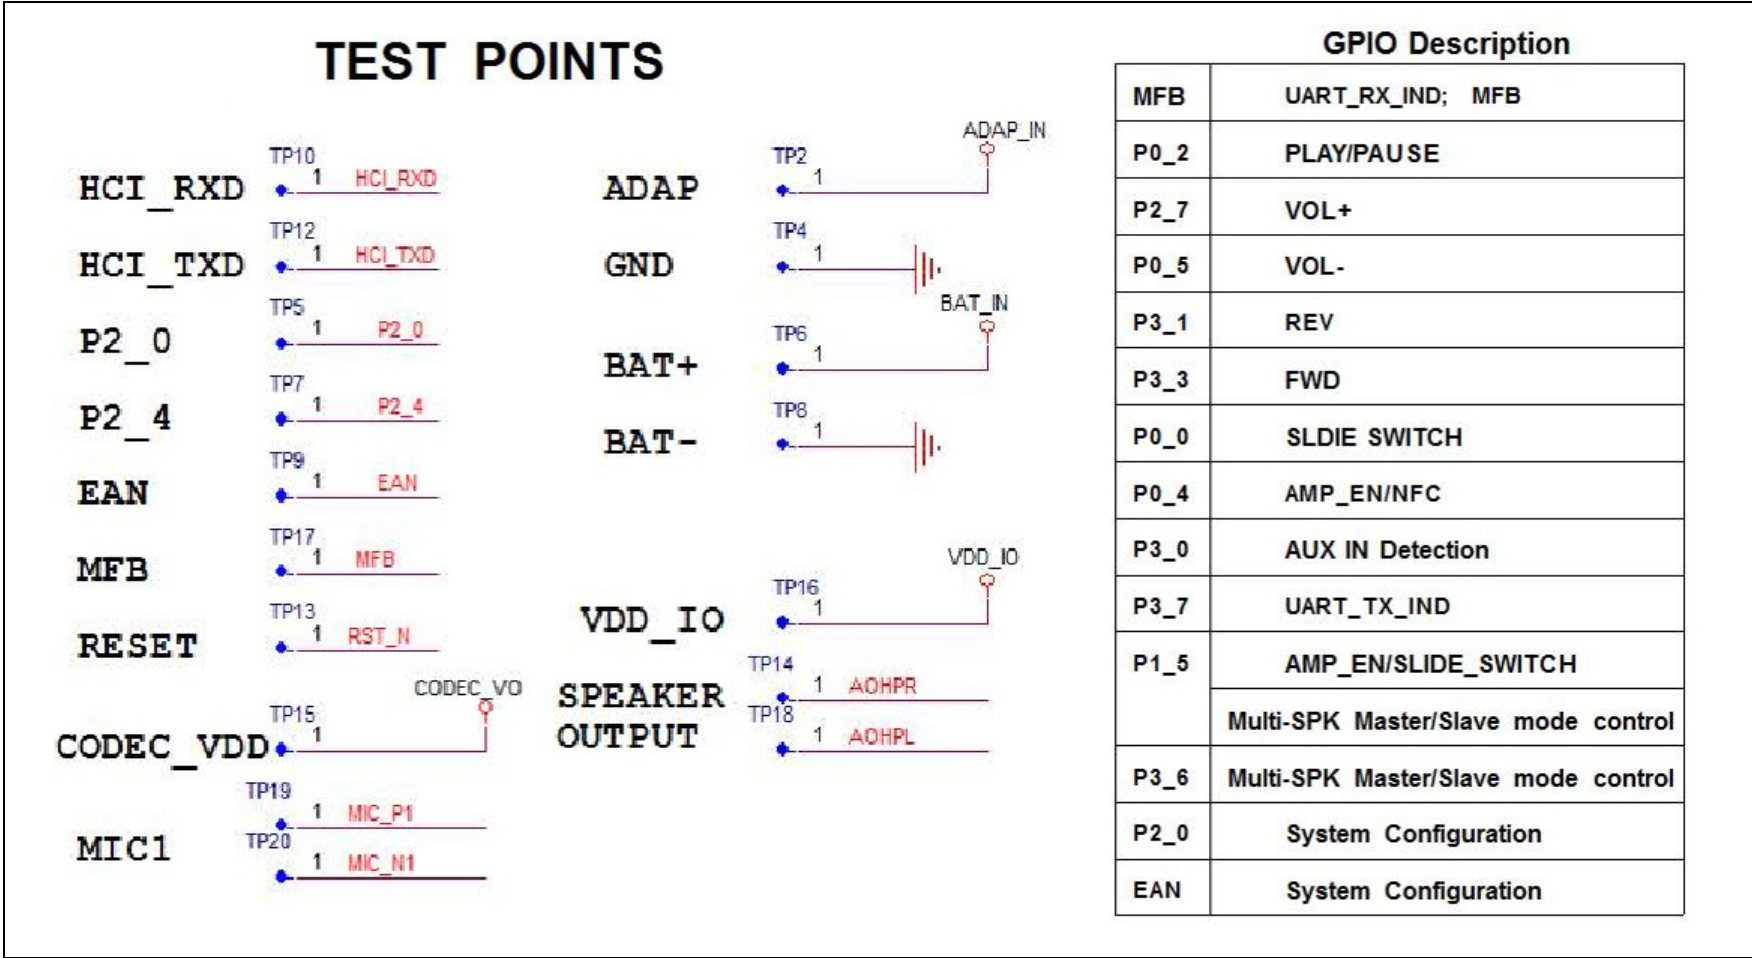 TEST POINTS
HCI_RXD TP10 1 HCI_RXD
HCI_TXD TP12 1 HCI_TXD
P2_0 TP5 1 P2_0
P2_4 TP7 1 P2_4
EAN TP9 1 EAN
MFB TP17 1 MFB
RESET TP13 1 RST_N
CODEC_VDD TP15 1 CODEC_VO
MIC1 TP19 1 MIC_P1
TP20 1 MIC_N1
ADAP TP2 1 ADAP_IN
GND TP4 1
BAT+ TP6 1 BAT_IN
BAT- TP8 1
VDD_IO TP16 1 VDD_IO
SPEAKER TP14 1 AOHPR
OUTPUT TP18 1 AOHPL
GPIO Description
MFB UART_RX_IND; MFB
P0_2 PLAY/PAUSE
P2_7 VOL+
P0_5 VOL-
P3_1 REV
P3_3 FWD
P0_0 SLDIE SWITCH
P0_4 AMP_EN/NFC
P3_0 AUX IN Detection
P3_7 UART_TX_IND
P1_5 AMP_EN/SLIDE_SWITCH
Multi-SPK Master/Slave mode control
P3_6 Multi-SPK Master/Slave mode control
P2_0 System Configuration
EAN System Configuration